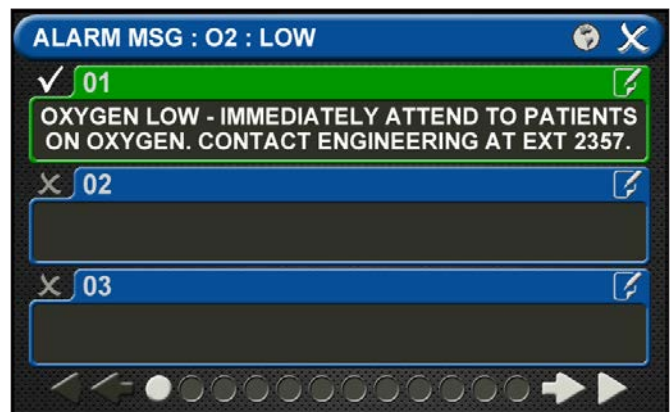 ALARM MSG : O2 : LOW
01
OXYGEN LOW - IMMEDIATELY ATTEND TO PATIENTS
ON OXYGEN. CONTACT ENGINEERING AT EXT 2357.
02
03